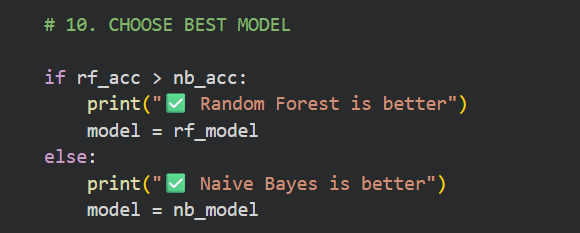 # 10. CHOOSE BEST MODEL
if rf_acc > nb_acc:
    print("✅ Random Forest is better")
    model = rf_model
else:
    print("✅ Naive Bayes is better")
    model = nb_model